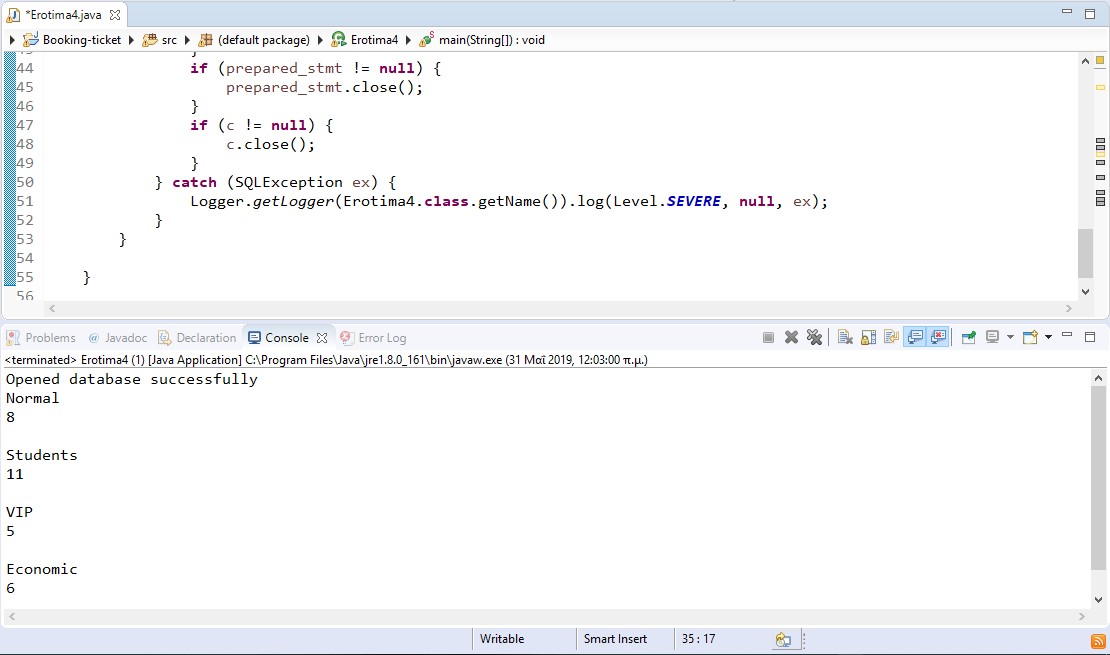 *Erotima4.java
Booking-ticket src (default package) Erotima4 main(String[]) : void
44 if (prepared_stmt != null) {
45 prepared_stmt.close();
46 }
47 if (c != null) {
48 c.close();
49 }
50 } catch (SQLException ex) {
51 Logger.getLogger(Erotima4.class.getName()).log(Level.SEVERE, null, ex);
52 }
53 }
54
55 }
56
Problems @ Javadoc Declaration Console Error Log
<terminated> Erotima4 (1) [Java Application] C:\Program Files\Java\jre1.8.0_161\bin\javaw.exe (31 Μαΐ 2019, 12:03:00 π.μ.)
Opened database successfully
Normal
8
Students
11
VIP
5
Economic
6
Writable Smart Insert 35 : 17